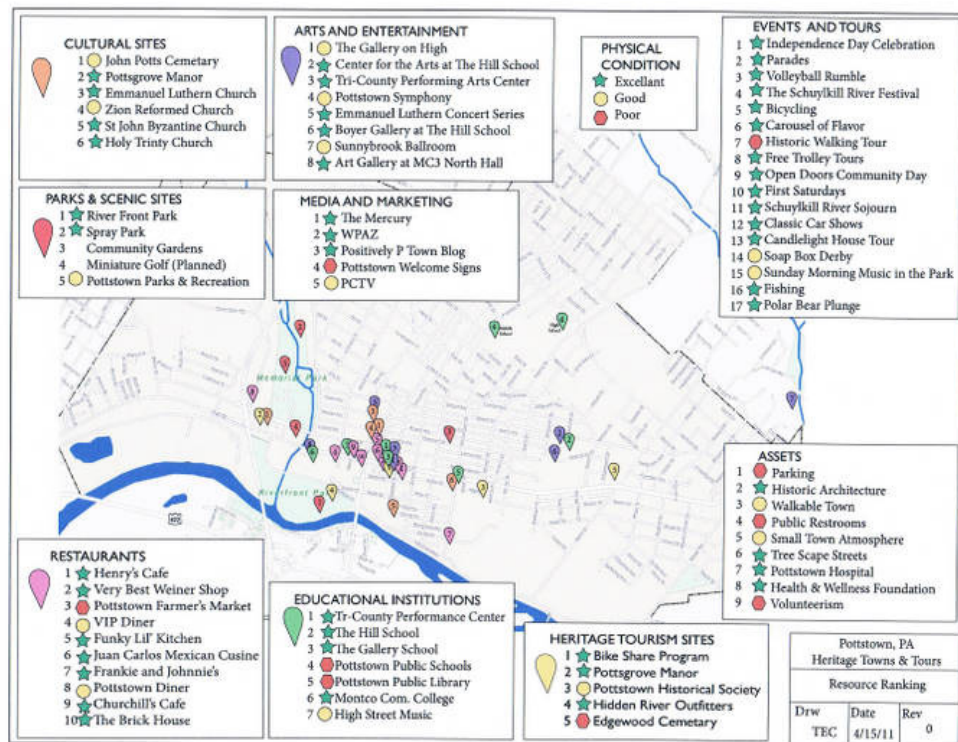 CULTURAL SITES
1 John Potts Cemetary
2 Pottsgrove Manor
3 Emmanuel Luthern Church
4 Zion Reformed Church
5 St John Byzantine Church
6 Holy Trinty Church
ARTS AND ENTERTAINMENT
1 The Gallery on High
2 Center for the Arts at The Hill School
3 Tri-County Performing Arts Center
4 Pottstown Symphony
5 Emmanuel Luthern Concert Series
6 Boyer Gallery at The Hill School
7 Sunnybrook Ballroom
8 Art Gallery at MC3 North Hall
PHYSICAL
CONDITION
Excellant
Good
Poor
EVENTS AND TOURS
1 Independence Day Celebration
2 Parades
3 Volleyball Rumble
4 The Schuylkill River Festival
5 Bicycling
6 Carousel of Flavor
7 Historic Walking Tour
8 Free Trolley Tours
9 Open Doors Community Day
10 First Saturdays
11 Schuylkill River Sojourn
12 Classic Car Shows
13 Candlelight House Tour
14 Soap Box Derby
15 Sunday Morning Music in the Park
16 Fishing
17 Polar Bear Plunge
PARKS & SCENIC SITES
1 River Front Park
2 Spray Park
3 Community Gardens
4 Miniature Golf (Planned)
5 Pottstown Parks & Recreation
MEDIA AND MARKETING
1 The Mercury
2 WPAZ
3 Positively P Town Blog
4 Pottstown Welcome Signs
5 PCTV
Memorial Park
Riverfront Pa
422
ASSETS
1 Parking
2 Historic Architecture
3 Walkable Town
4 Public Restrooms
5 Small Town Atmosphere
6 Tree Scape Streets
7 Pottstown Hospital
8 Health & Wellness Foundation
9 Volunteerism
RESTAURANTS
1 Henry's Cafe
2 Very Best Weiner Shop
3 Pottstown Farmer's Market
4 VIP Diner
5 Funky Lil' Kitchen
6 Juan Carlos Mexican Cusine
7 Frankie and Johnnie's
8 Pottstown Diner
9 Churchill's Cafe
10 The Brick House
EDUCATIONAL INSTITUTIONS
1 Tr-County Performance Center
2 The Hill School
3 The Gallery School
4 Pottstown Public Schools
5 Pottstown Public Library
6 Montco Com. College
7 High Street Music
HERITAGE TOURISM SITES
1 Bike Share Program
2 Pottsgrove Manor
3 Pottstown Historical Society
4 Hidden River Outfitters
5 Edgewood Cemetary
Pottstown, PA
Heritage Towns & Tours
Resource Ranking
Drw Date Rev
TEC 4/15/11 0